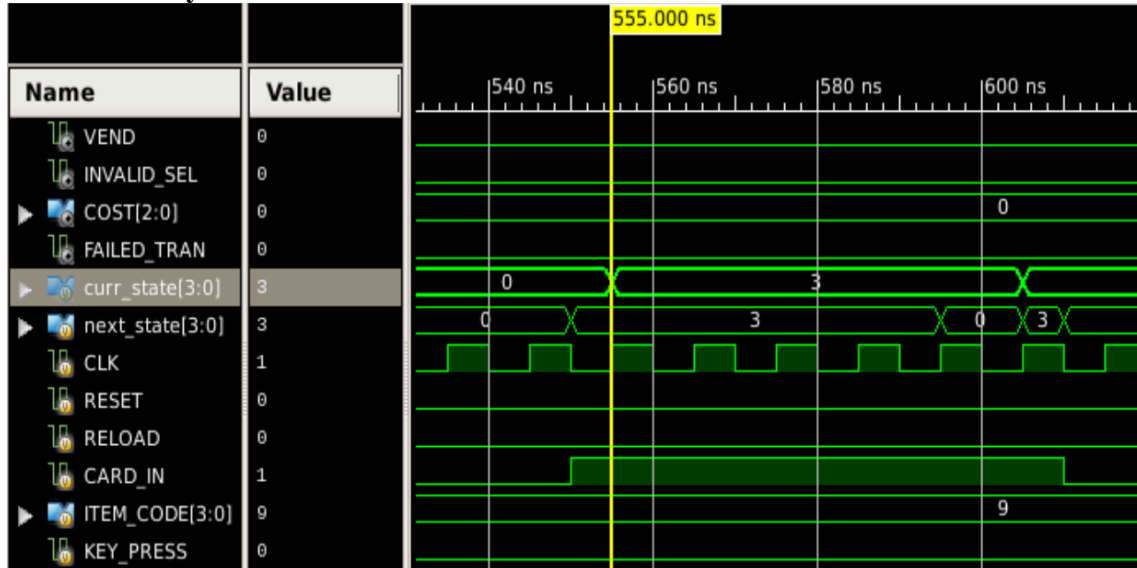 555.000 ns
540 ns 560 ns 580 ns 600 ns
Name Value
VEND 0
INVALID_SEL 0
COST[2:0] 0 0
FAILED_TRAN 0
curr_state[3:0] 3 0 3
next_state[3:0] 3 0 3 0 3
CLK 1
RESET 0
RELOAD 0
CARD_IN 1
ITEM_CODE[3:0] 9 9
KEY_PRESS 0